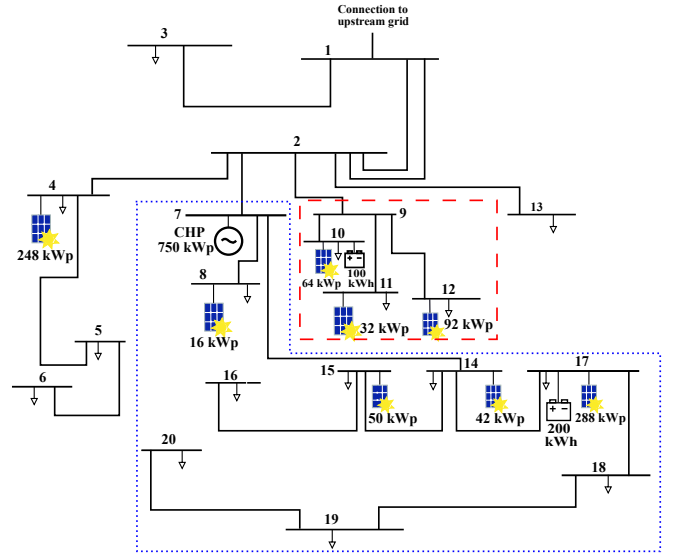 Connection to
upstream grid
3
1
2
4
248 kWp
7
CHP
750 kWp
9
13
10
64 kWp
100
kWh
11
32 kWp
12
92 kWp
8
16 kWp
5
6
15
50 kWp
14
42 kWp
17
200
kWh
288 kWp
16
20
18
19